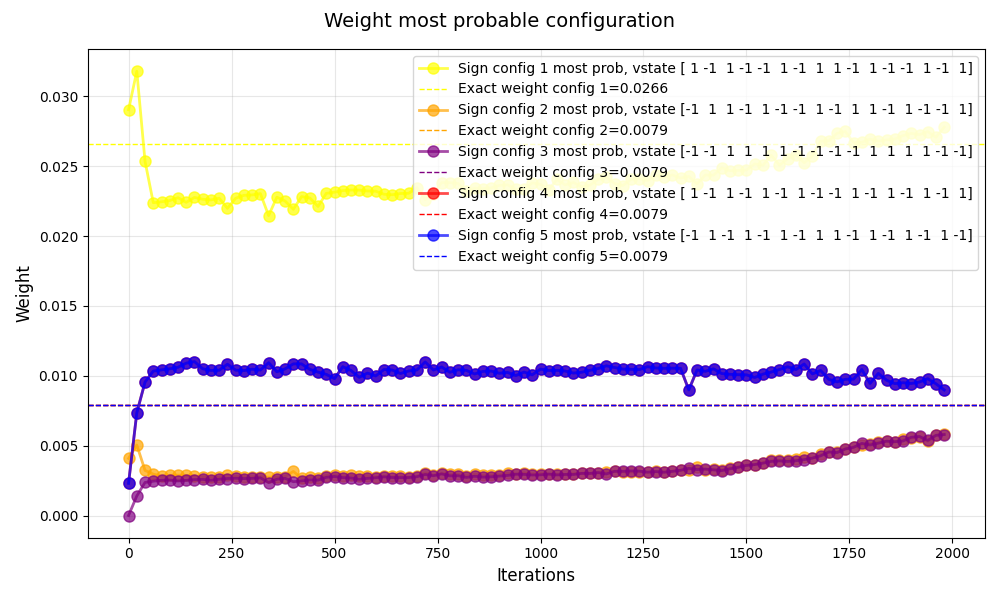 Weight most probable configuration
Sign config 1 most prob, vstate [ 1 -1  1 -1 -1  1 -1  1  1 -1  1 -1 -1  1 -1  1]
Exact weight config 1=0.0266
Sign config 2 most prob, vstate [-1  1  1 -1  1 -1 -1  1 -1  1  1 -1  1 -1 -1  1]
Exact weight config 2=0.0079
Sign config 3 most prob, vstate [-1 -1  1  1  1  1 -1 -1 -1 -1  1  1  1  1 -1 -1]
Exact weight config 3=0.0079
Sign config 4 most prob, vstate [ 1 -1  1 -1  1 -1  1 -1 -1  1 -1  1 -1  1 -1  1]
Exact weight config 4=0.0079
Sign config 5 most prob, vstate [-1  1 -1  1 -1  1 -1  1  1 -1  1 -1  1 -1  1 -1]
Exact weight config 5=0.0079
Weight
0.030
0.025
0.020
0.015
0.010
0.005
0.000
0
250
500
750
1000
1250
1500
1750
2000
Iterations